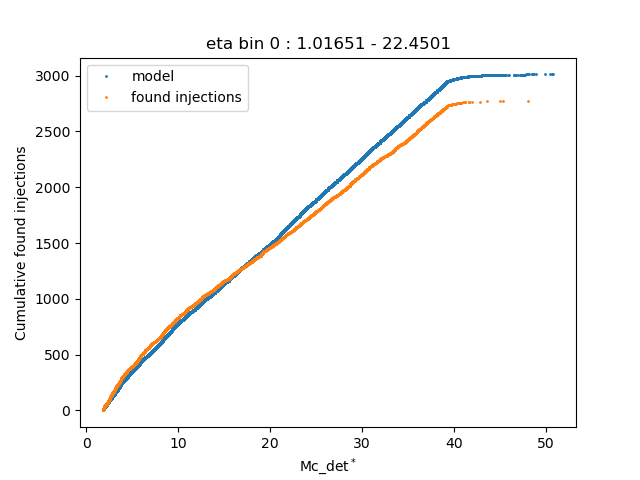 eta bin 0 : 1.01651 - 22.4501
model
found injections
Cumulative found injections
3000
2500
2000
1500
1000
500
0
0 10 20 30 40 50
Mc_det*